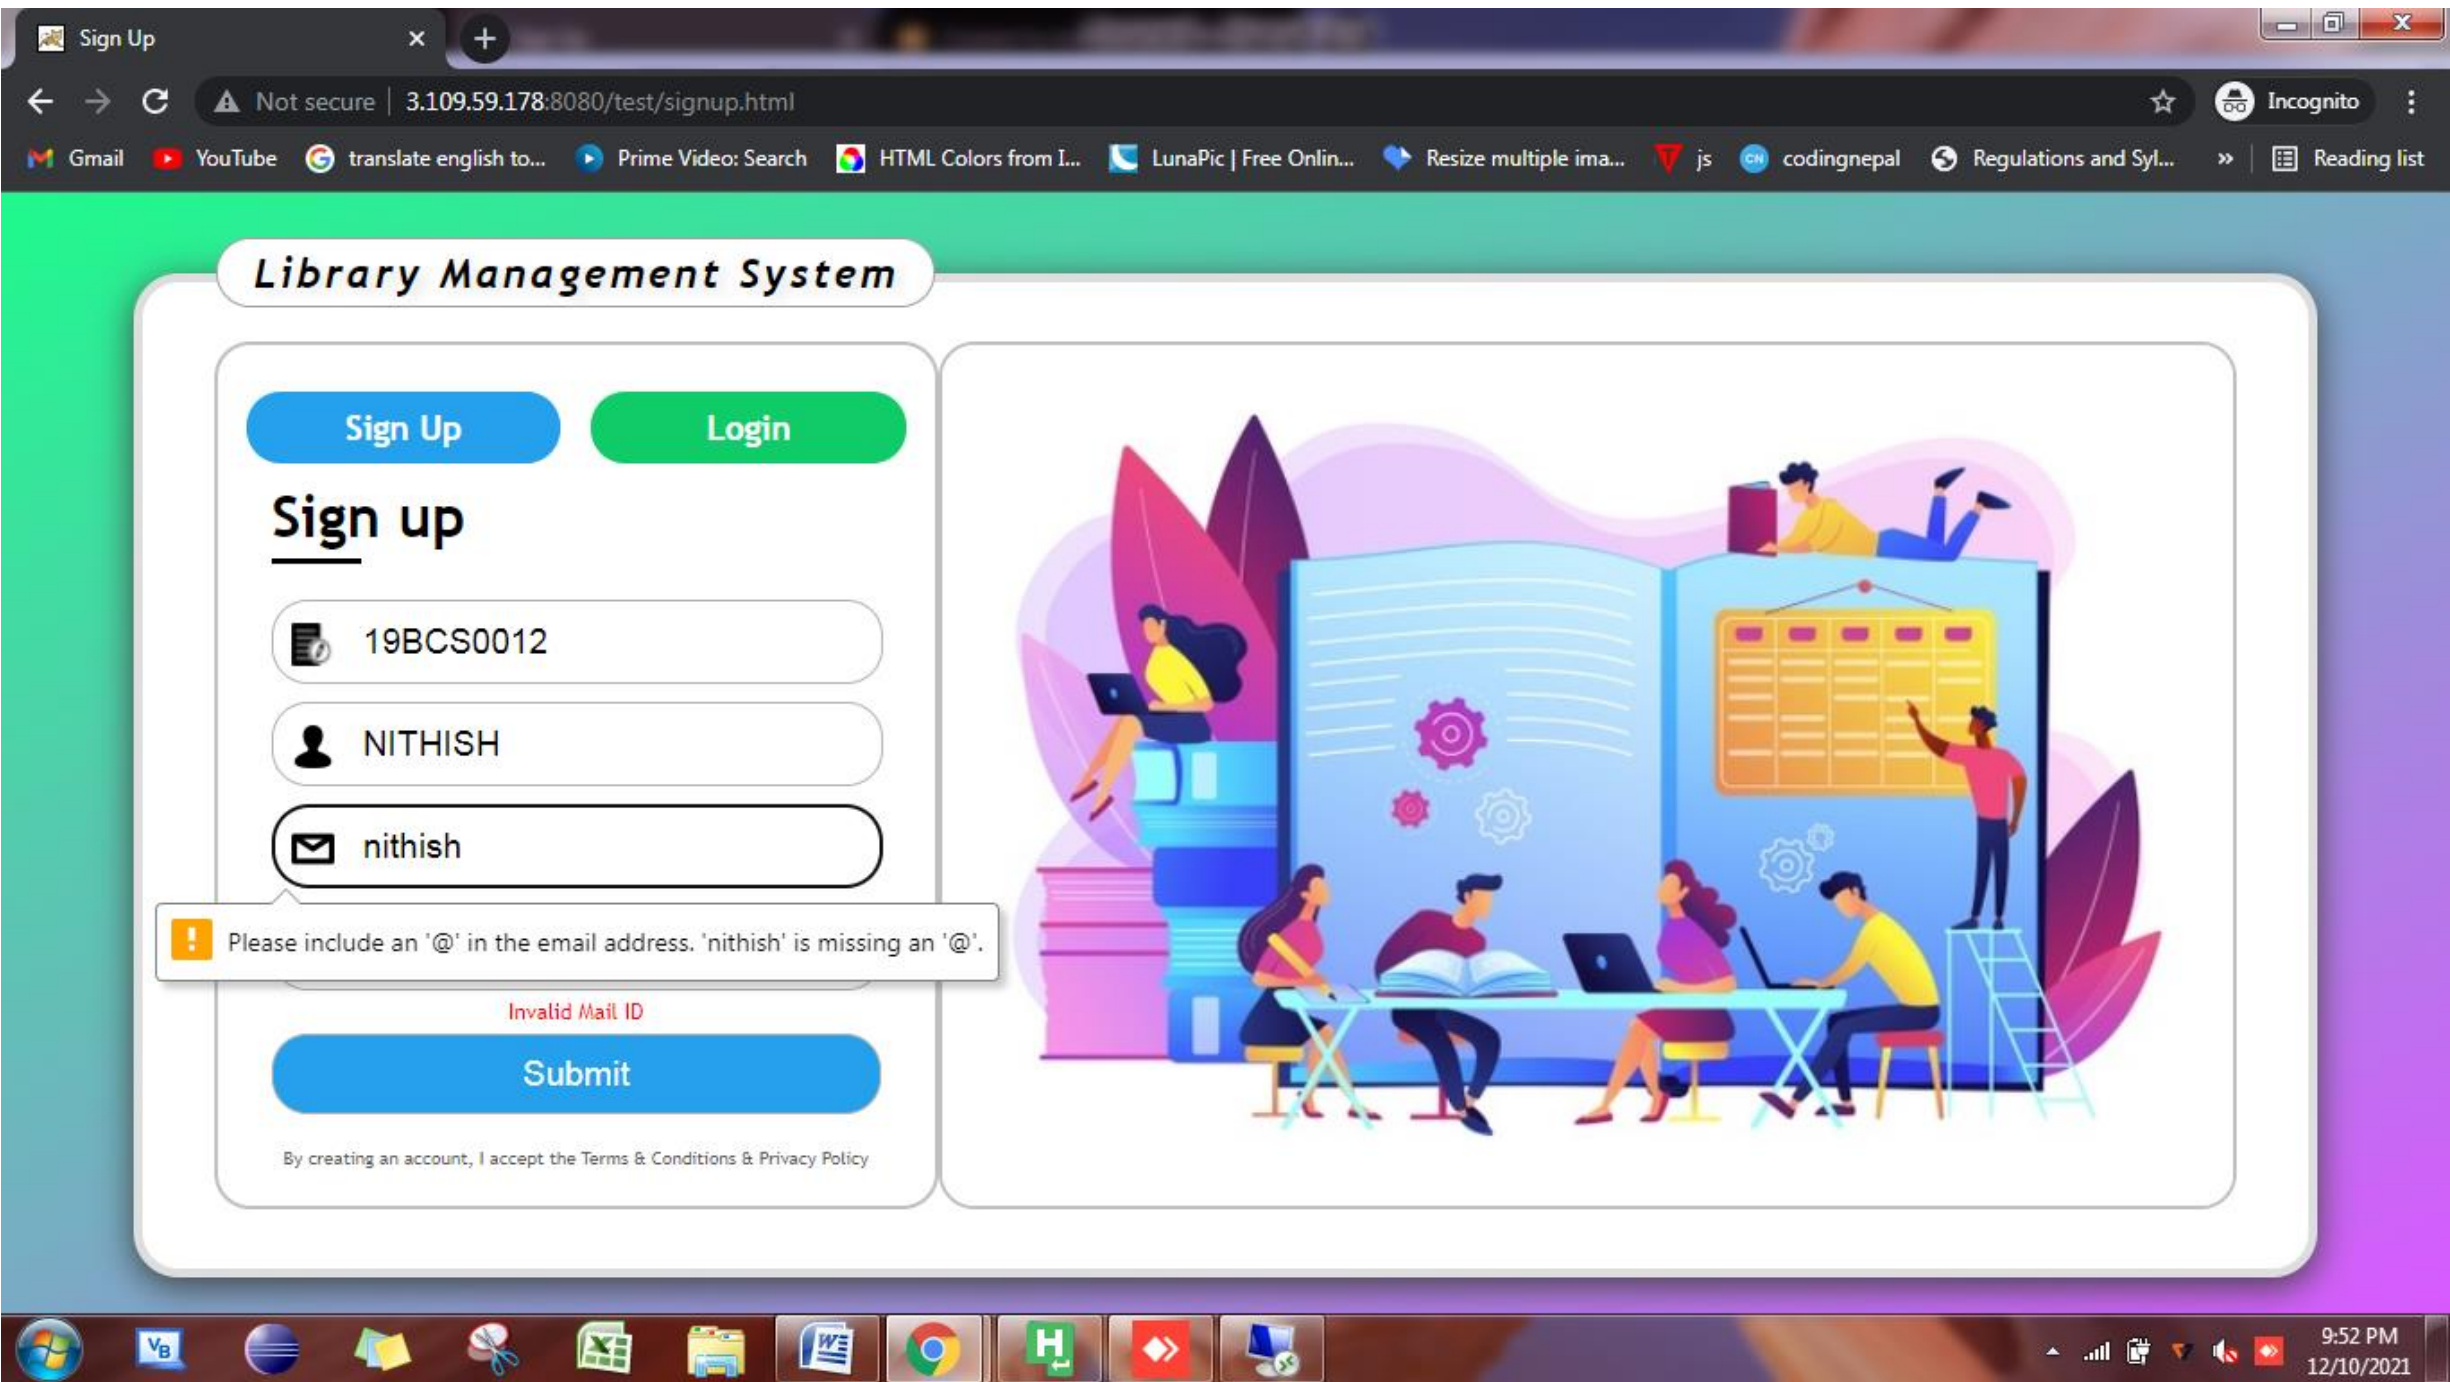 Sign Up
Not secure 3.109.59.178:8080/test/signup.html
Incognito
Gmail YouTube translate english to... Prime Video: Search HTML Colors from I... LunaPic | Free Onlin... Resize multiple ima... js CN codingnepal Regulations and Syl... » Reading list
Library Management System
Sign Up Login
Sign up
19BCS0012
NITHISH
nithish
Please include an '@' in the email address. 'nithish' is missing an '@'.
Invalid Mail ID
Submit
By creating an account, I accept the Terms & Conditions & Privacy Policy
9:52 PM
12/10/2021